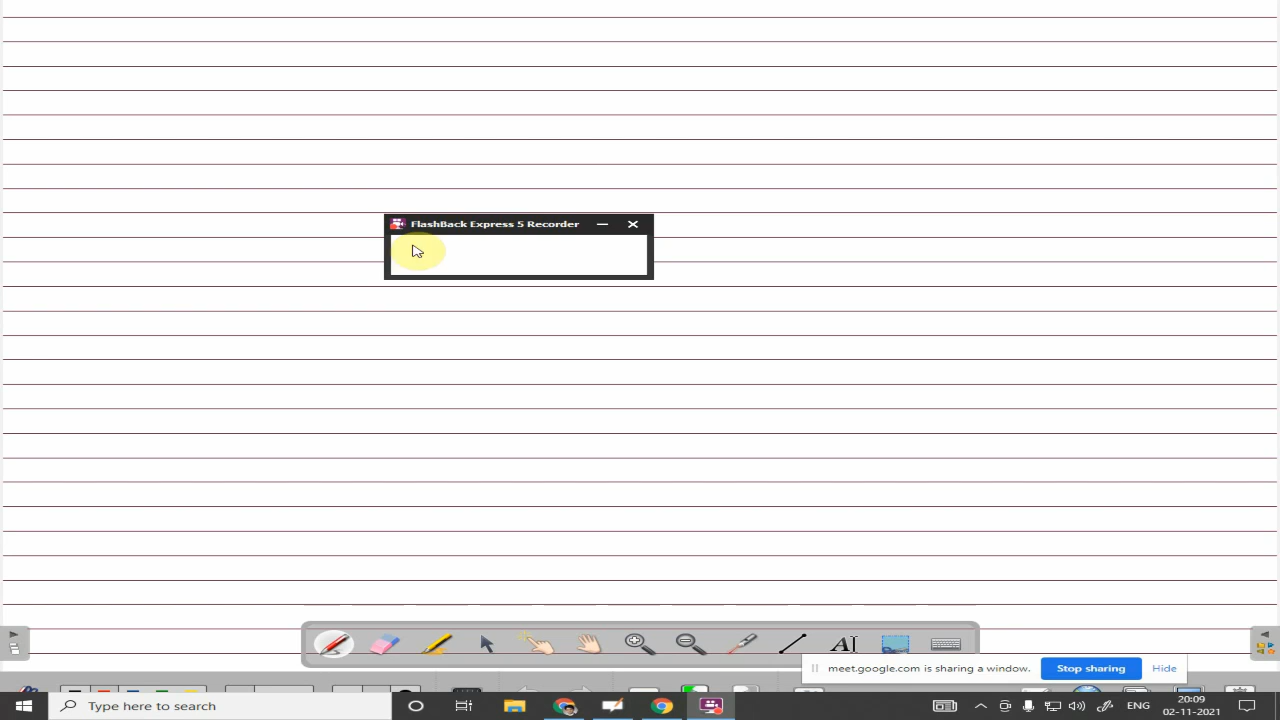 FlashBack Express 5 Recorder
A
meet.google.com is sharing a window.
Stop sharing
Hide
Type here to search
ENG
20:09
02-11-2021